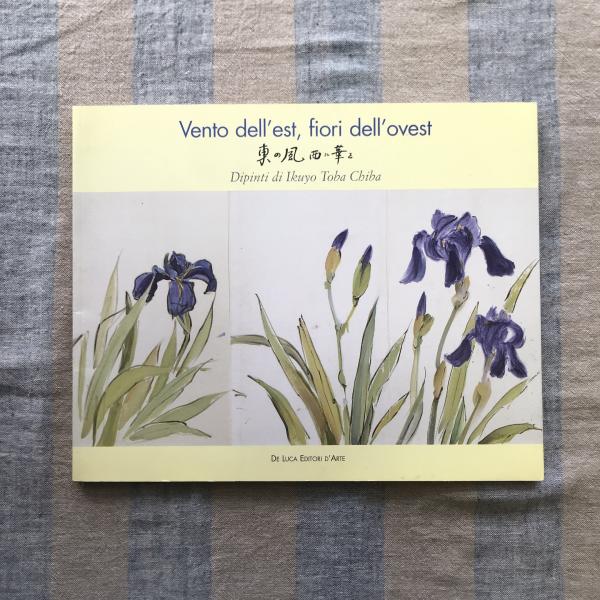 Vento dell'est, fiori dell'ovest
東の風 西に華を
Dipinti di Ikuyo Toba Chiba
De Luca Editori d'Arte